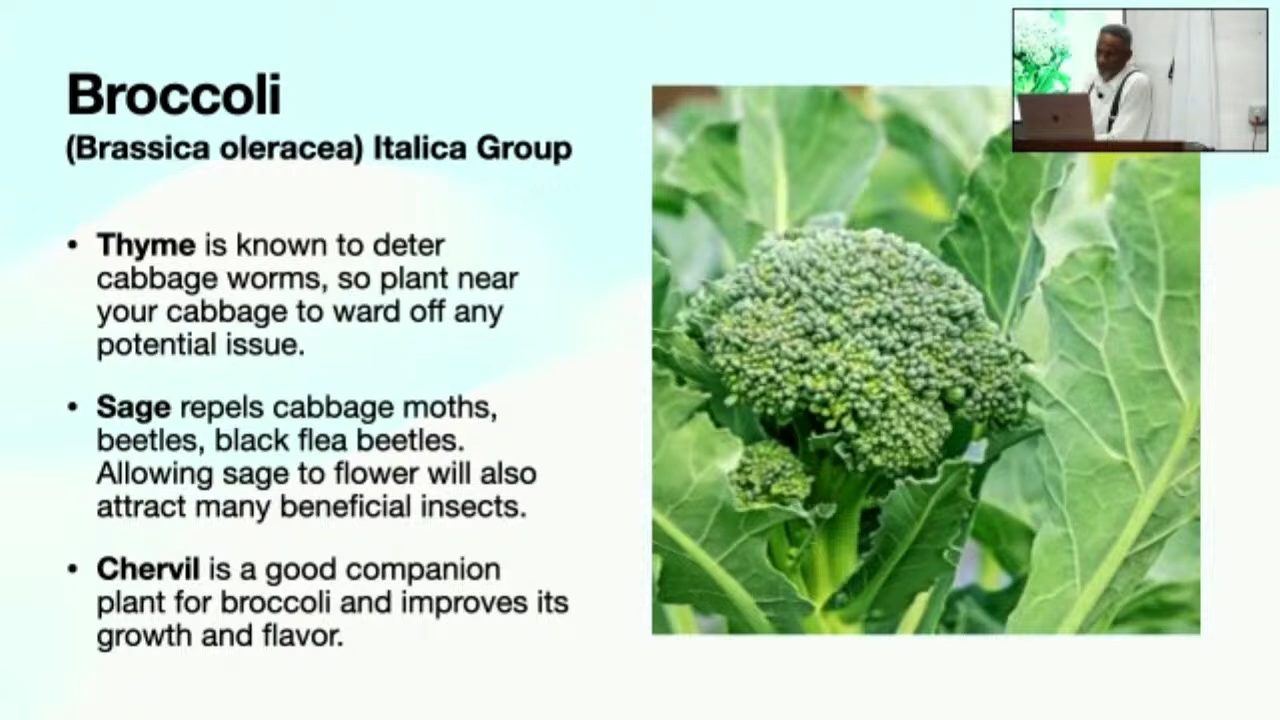 Broccoli
(Brassica oleracea) Italica Group
• Thyme is known to deter
cabbage worms, so plant near
your cabbage to ward off any
potential issue.
• Sage repels cabbage moths,
beetles, black flea beetles.
Allowing sage to flower will also
attract many beneficial insects.
• Chervil is a good companion
plant for broccoli and improves its
growth and flavor.